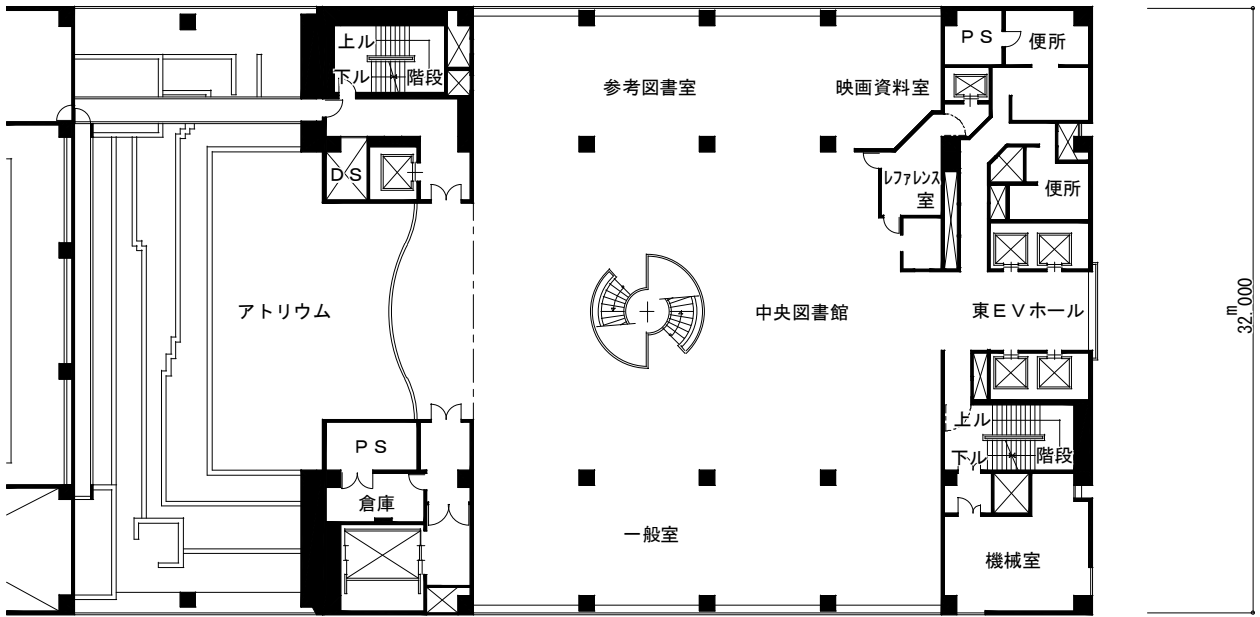 上ル
下ル 階段
参考図書室
映画資料室
PS
便所
DS
レファレンス
室
便所
アトリウム
中央図書館
東EVホール
m
32.000
PS
倉庫
一般室
上ル
下ル 階段
機械室